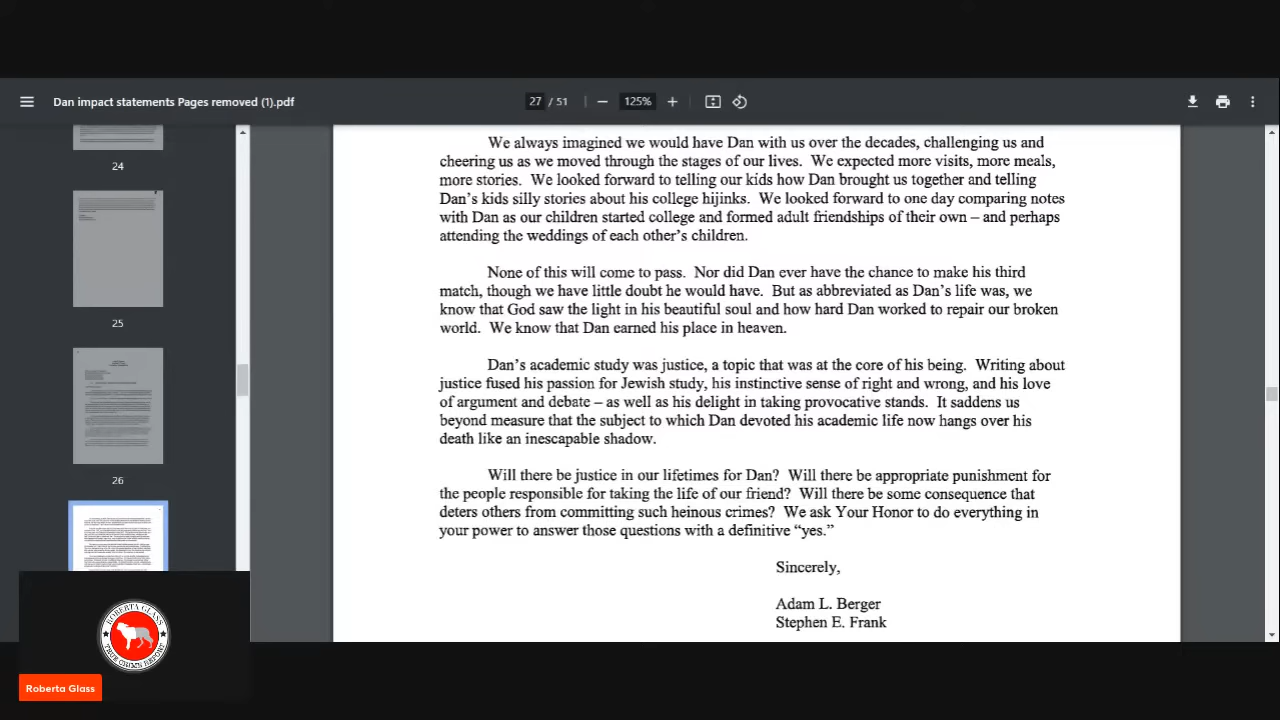 Dan impact statements Pages removed (1).pdf
27 / 51
125%
24
25
26
We always imagined we would have Dan with us over the decades, challenging us and
cheering us as we moved through the stages of our lives. We expected more visits, more meals,
more stories. We looked forward to telling our kids how Dan brought us together and telling
Dan's kids silly stories about his college hijinks. We looked forward to one day comparing notes
with Dan as our children started college and formed adult friendships of their own – and perhaps
attending the weddings of each other's children.
None of this will come to pass. Nor did Dan ever have the chance to make his third
match, though we have little doubt he would have. But as abbreviated as Dan's life was, we
know that God saw the light in his beautiful soul and how hard Dan worked to repair our broken
world. We know that Dan earned his place in heaven.
Dan's academic study was justice, a topic that was at the core of his being. Writing about
justice fused his passion for Jewish study, his instinctive sense of right and wrong, and his love
of argument and debate – as well as his delight in taking provocative stands. It saddens us
beyond measure that the subject to which Dan devoted his academic life now hangs over his
death like an inescapable shadow.
Will there be justice in our lifetimes for Dan? Will there be appropriate punishment for
the people responsible for taking the life of our friend? Will there be some consequence that
deters others from committing such heinous crimes? We ask Your Honor to do everything in
your power to answer those questions with a definitive "yes."
Sincerely,
Adam L. Berger
Stephen E. Frank
ROBERTA GLASS
TRUE CRIME REPORT
Roberta Glass